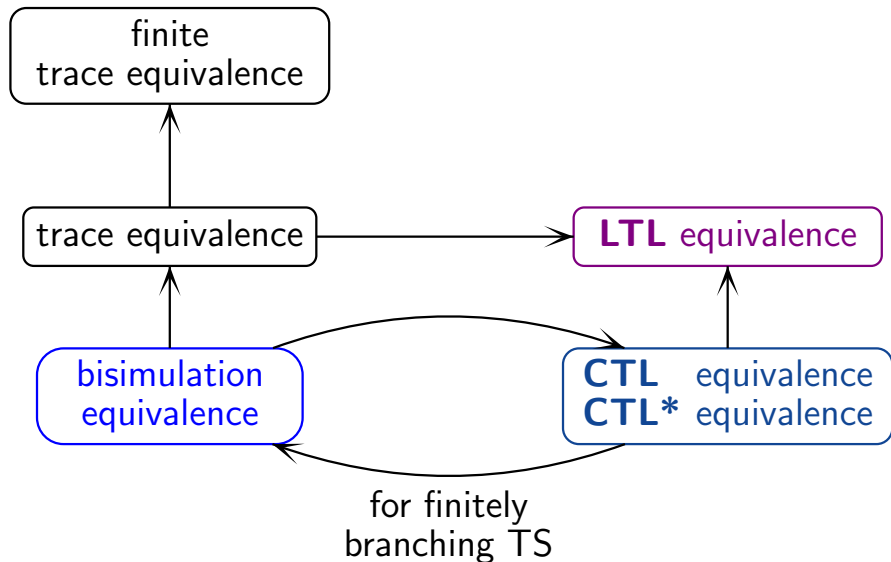 finite
trace equivalence
trace equivalence
LTL equivalence
bisimulation
equivalence
CTL equivalence
CTL* equivalence
for finitely
branching TS